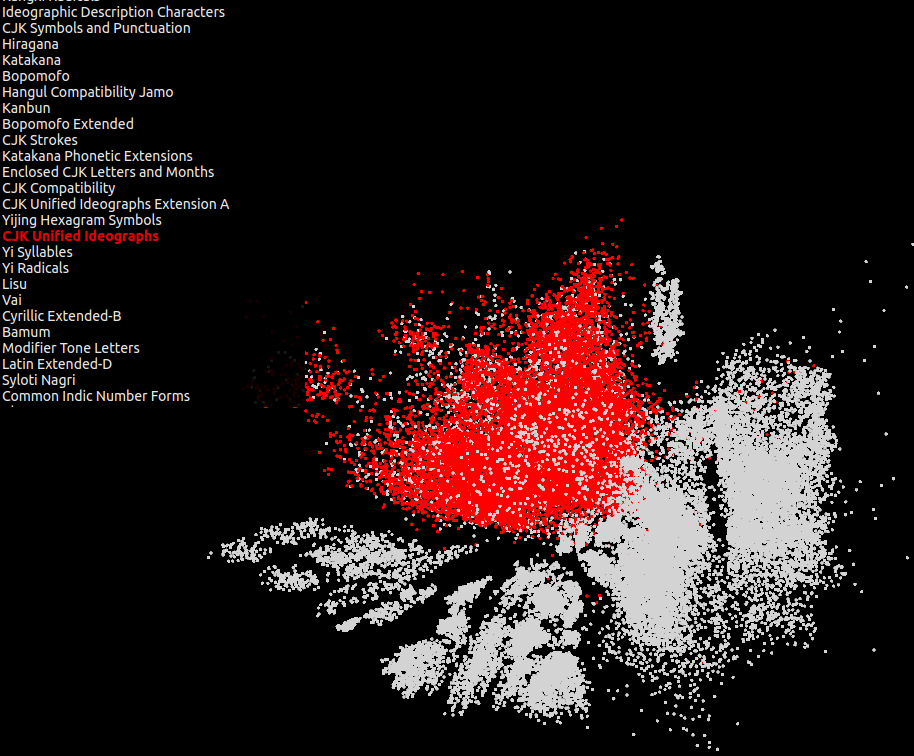 Ideographic Description Characters
CJK Symbols and Punctuation
Hiragana
Katakana
Bopomofo
Hangul Compatibility Jamo
Kanbun
Bopomofo Extended
CJK Strokes
Katakana Phonetic Extensions
Enclosed CJK Letters and Months
CJK Compatibility
CJK Unified Ideographs Extension A
Yijing Hexagram Symbols
CJK Unified Ideographs
Yi Syllables
Yi Radicals
Lisu
Vai
Cyrillic Extended-B
Bamum
Modifier Tone Letters
Latin Extended-D
Syloti Nagri
Common Indic Number Forms